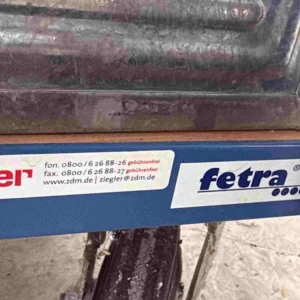 er
fon. 0800/6 26 88-26 gebührenfrei
fax. 0800/6 26 88-27 gebührenfrei
www.zdm.de | ziegler@zdm.de
fetra®